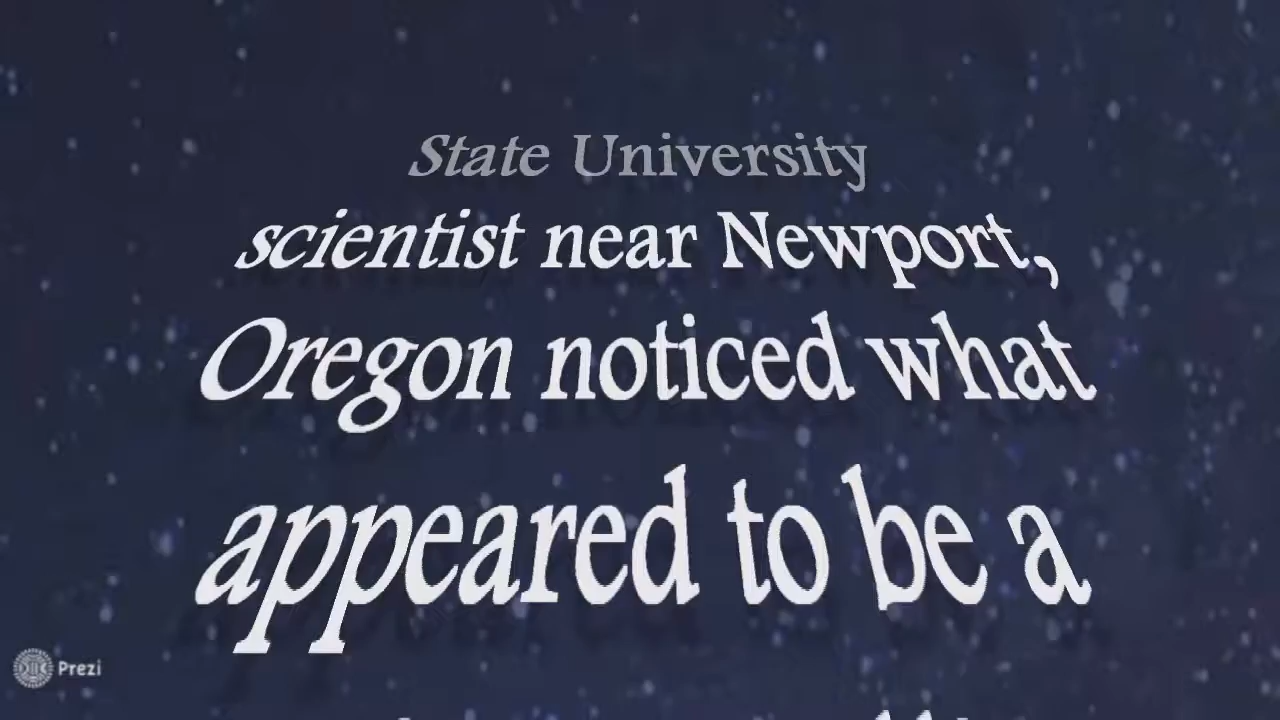 State University
scientist near Newport,
Oregon noticed what
appeared to be a
Prezi